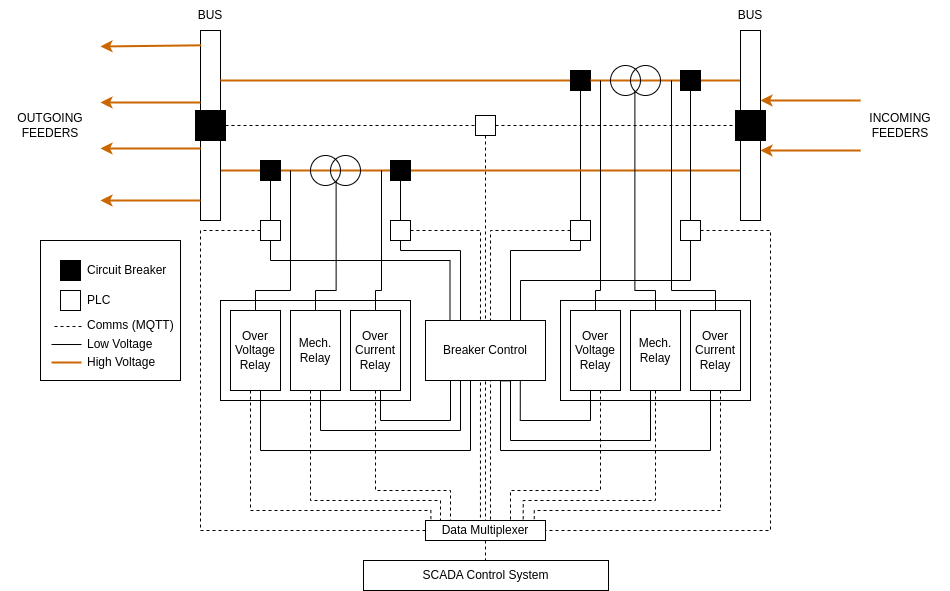 BUS
BUS
OUTGOING
FEEDERS
INCOMING
FEEDERS
Circuit Breaker
PLC
Comms (MQTT)
Low Voltage
High Voltage
Over
Voltage
Relay
Mech.
Relay
Over
Current
Relay
Breaker Control
Over
Voltage
Relay
Mech.
Relay
Over
Current
Relay
Data Multiplexer
SCADA Control System